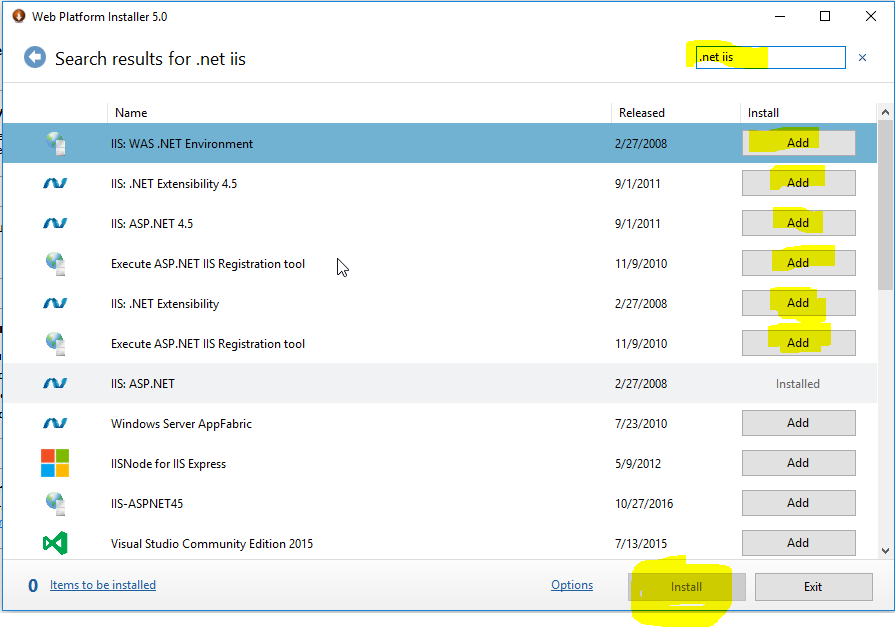 Web Platform Installer 5.0
Search results for .net iis
.net iis
Name Released Install
IIS: WAS .NET Environment 2/27/2008 Add
IIS: .NET Extensibility 4.5 9/1/2011 Add
IIS: ASP.NET 4.5 9/1/2011 Add
Execute ASP.NET IIS Registration tool 11/9/2010 Add
IIS: .NET Extensibility 2/27/2008 Add
Execute ASP.NET IIS Registration tool 11/9/2010 Add
IIS: ASP.NET 2/27/2008 Installed
Windows Server AppFabric 7/23/2010 Add
IISNode for IIS Express 5/9/2012 Add
IIS-ASPNET45 10/27/2016 Add
Visual Studio Community Edition 2015 7/13/2015 Add
0 Items to be installed Options Install Exit